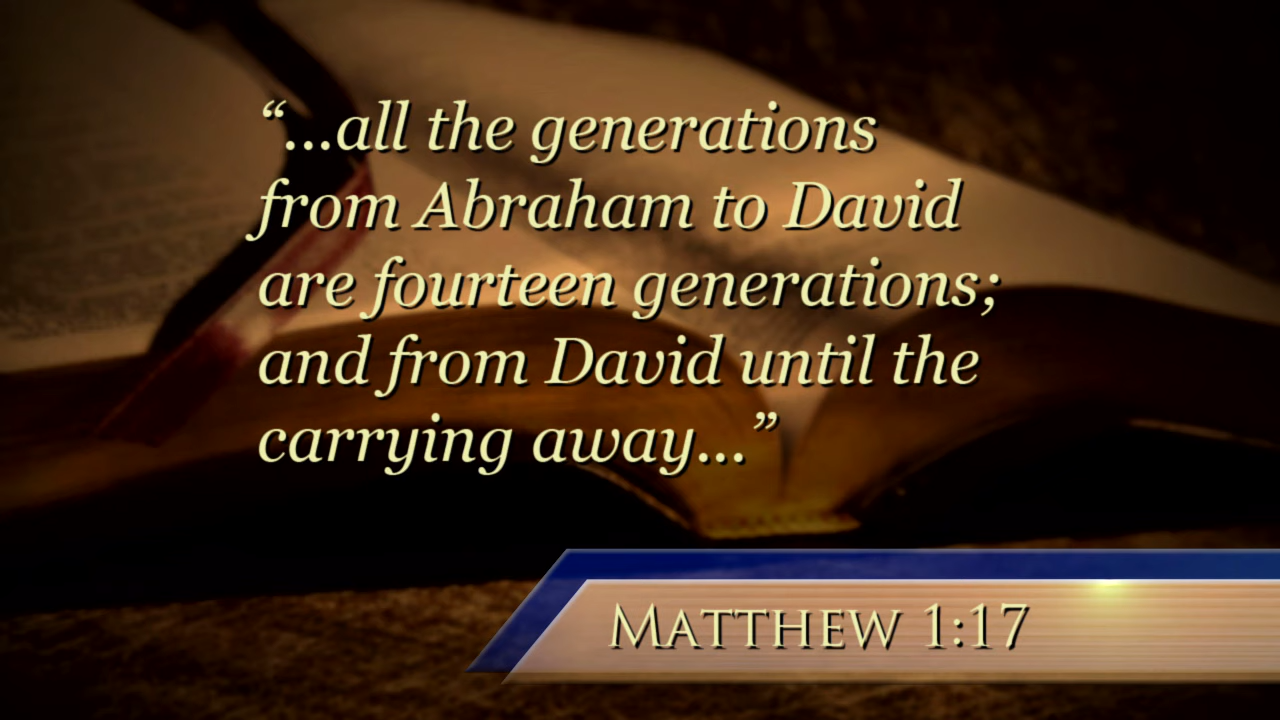 “...all the generations
from Abraham to David
are fourteen generations;
and from David until the
carrying away...”
Matthew 1:17